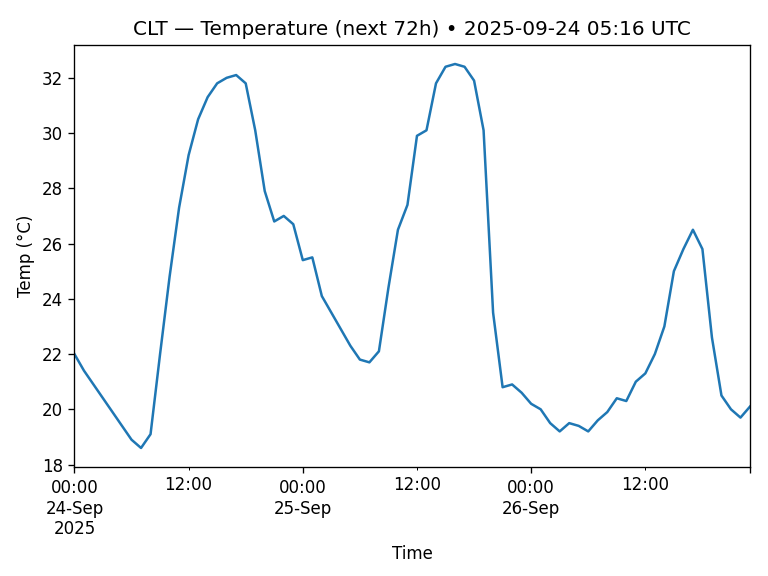 CLT — Temperature (next 72h) • 2025-09-24 05:16 UTC
Temp (°C)
32
30
28
26
24
22
20
18
00:00 12:00 00:00 12:00 00:00 12:00
24-Sep 25-Sep 26-Sep
2025
Time